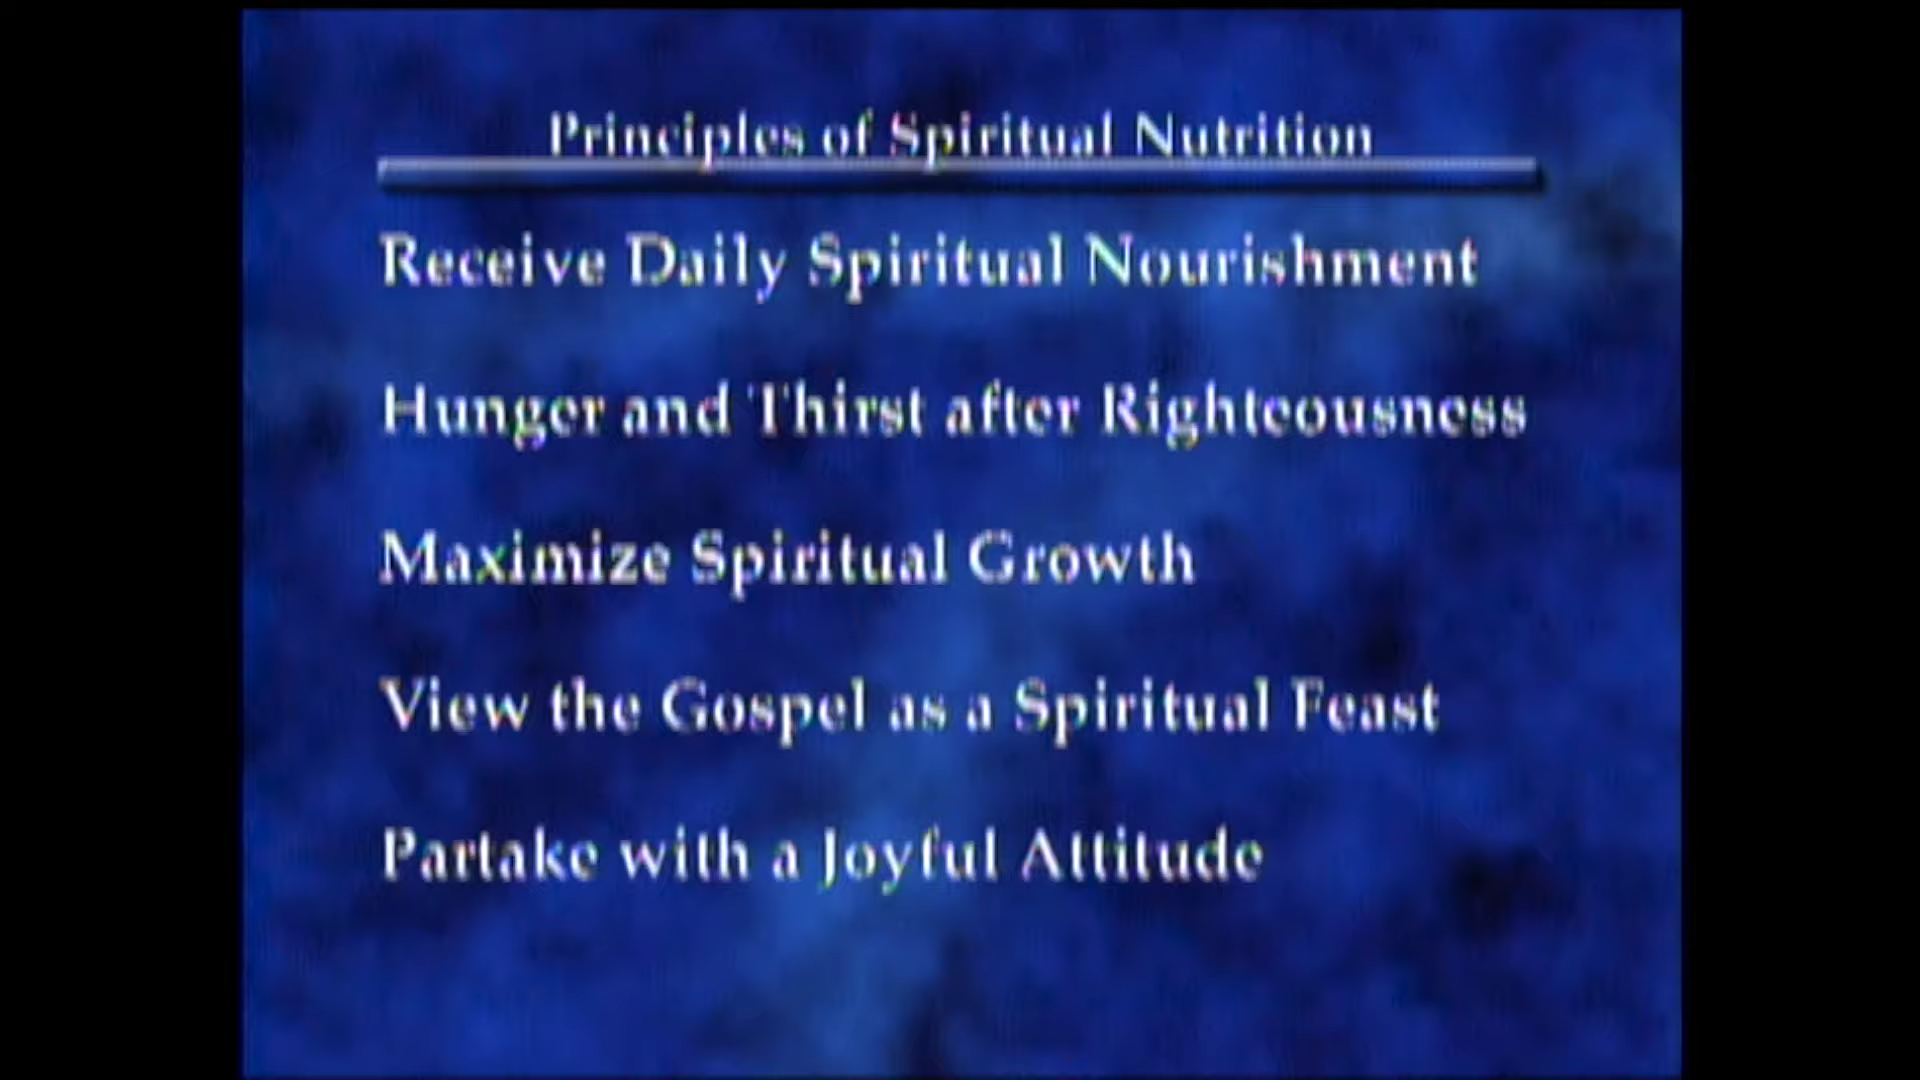 Principles of Spiritual Nutrition
Receive Daily Spiritual Nourishment
Hunger and Thirst after Righteousness
Maximize Spiritual Growth
View the Gospel as a Spiritual Feast
Partake with a Joyful Attitude